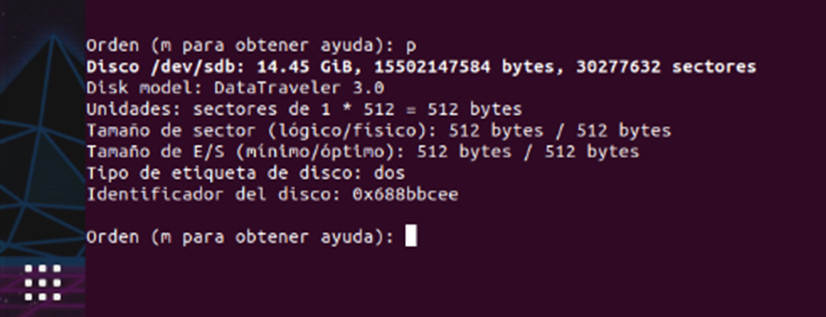 Orden (m para obtener ayuda): p
Disco /dev/sdb: 14.45 GiB, 15502147584 bytes, 30277632 sectores
Disk model: DataTraveler 3.0
Unidades: sectores de 1 * 512 = 512 bytes
Tamaño de sector (lógico/físico): 512 bytes / 512 bytes
Tamaño de E/S (mínimo/óptimo): 512 bytes / 512 bytes
Tipo de etiqueta de disco: dos
Identificador del disco: 0x688bbcee
Orden (m para obtener ayuda):